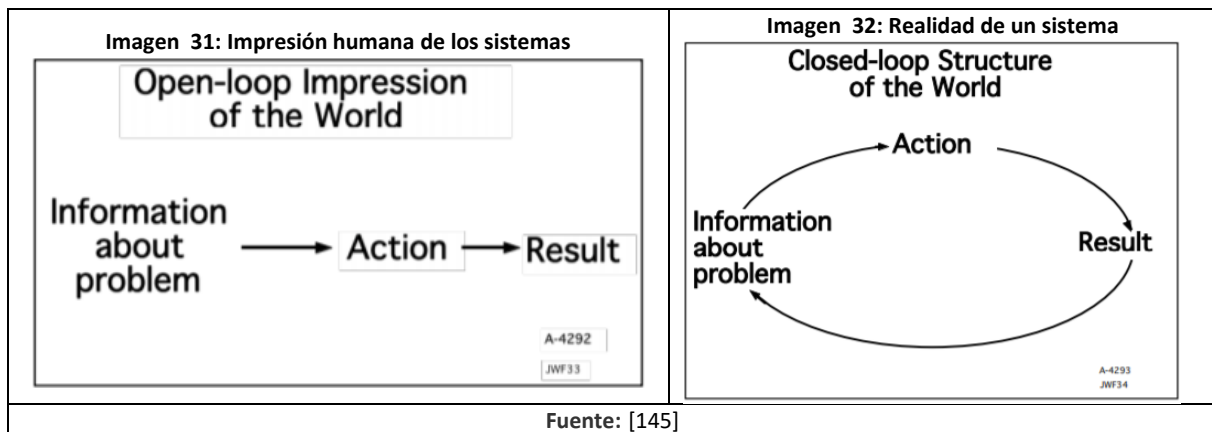 Imagen 31: Impresión humana de los sistemas
Open-loop Impression
of the World
Information
about
problem
Action
Result
A-4292
JWF33
Imagen 32: Realidad de un sistema
Closed-loop Structure
of the World
Action
Information
about
problem
Result
A-4293
JWF34
Fuente: [145]